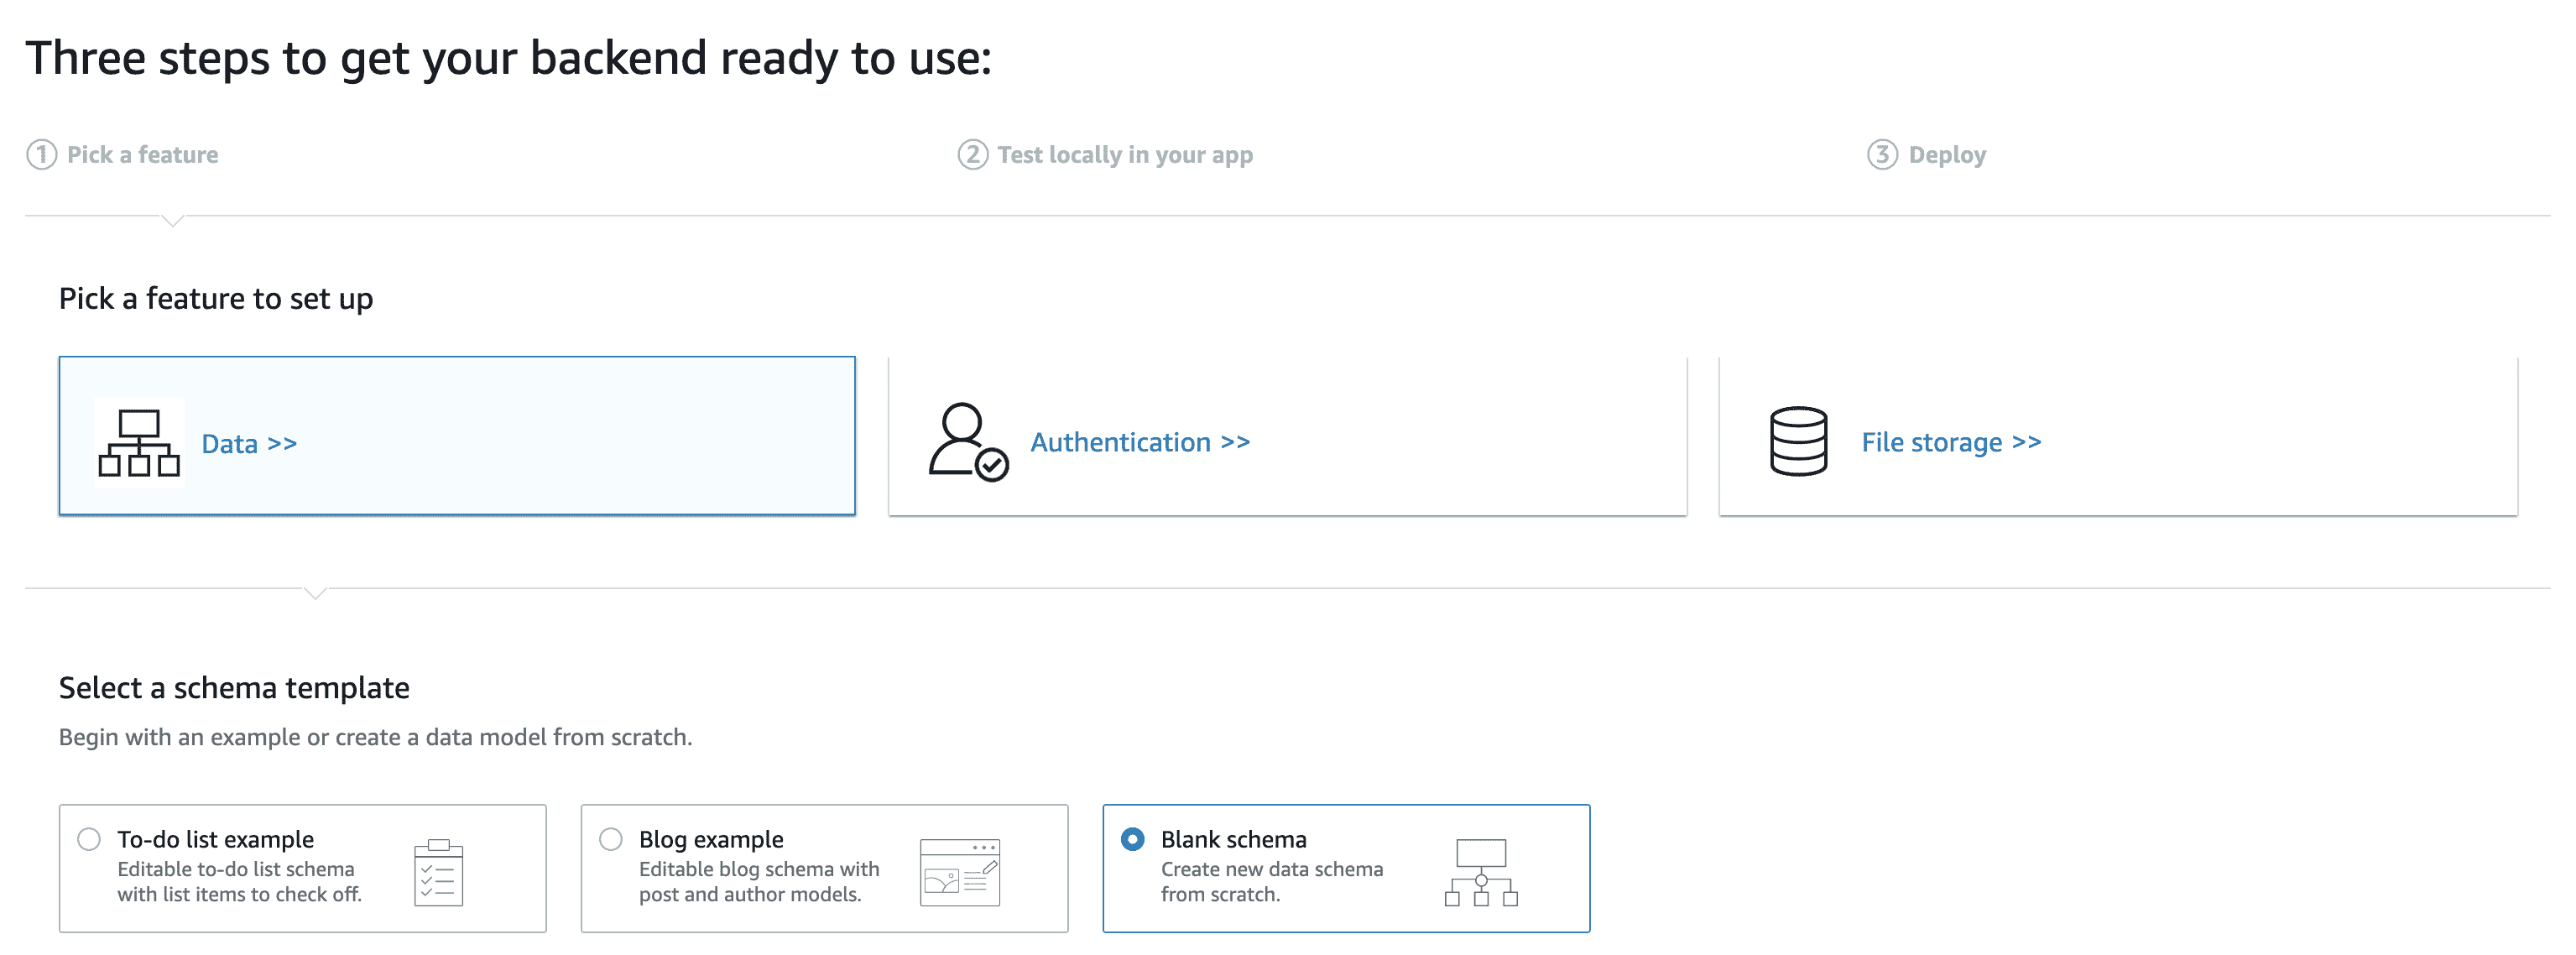 Three steps to get your backend ready to use:
1 Pick a feature
2 Test locally in your app
3 Deploy
Pick a feature to set up
Data >>
Authentication >>
File storage >>
Select a schema template
Begin with an example or create a data model from scratch.
To-do list example
Editable to-do list schema
with list items to check off.
Blog example
Editable blog schema with
post and author models.
Blank schema
Create new data schema
from scratch.